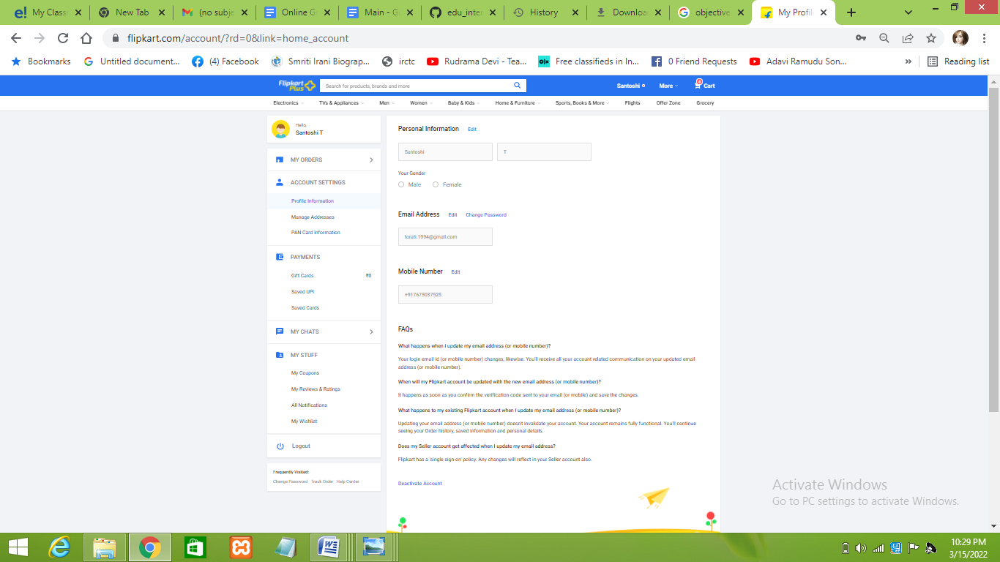 My Class
New Tab
(no subje
Online G
Main - G
edu_inter
History
Downloa
objective
My Profil
flipkart.com/account/?rd=0&link=home_account
Bookmarks
Untitled document...
(4) Facebook
Smriti Irani Biograp...
irctc
Rudrama Devi - Tea...
Free classifieds in In...
0 Friend Requests
Adavi Ramudu Son...
»
Reading list
Flipkart
Plus
Search for products, brands and more
Santoshi
More
Cart
Electronics
TVs & Appliances
Men
Women
Baby & Kids
Home & Furniture
Sports, Books & More
Flights
Offer Zone
Grocery
Hello,
Santoshi T
MY ORDERS
ACCOUNT SETTINGS
Profile Information
Manage Addresses
PAN Card Information
PAYMENTS
Gift Cards ₹0
Saved UPI
Saved Cards
MY CHATS
MY STUFF
My Coupons
My Reviews & Ratings
All Notifications
My Wishlist
Logout
Frequently Visited:
Change Password Track Order Help Center
Personal Information Edit
Santoshi T
Your Gender
Male Female
Email Address Edit Change Password
torati.1994@gmail.com
Mobile Number Edit
+917675037525
FAQs
What happens when I update my email address (or mobile number)?
Your login email id (or mobile number) changes, likewise. You'll receive all your account related communication on your updated email
address (or mobile number).
When will my Flipkart account be updated with the new email address (or mobile number)?
It happens as soon as you confirm the verification code sent to your email (or mobile) and save the changes.
What happens to my existing Flipkart account when I update my email address (or mobile number)?
Updating your email address (or mobile number) doesn't invalidate your account. Your account remains fully functional. You'll continue
seeing your Order history, saved information and personal details.
Does my Seller account get affected when I update my email address?
Flipkart has a 'single sign-on' policy. Any changes will reflect in your Seller account also.
Deactivate Account
Activate Windows
Go to PC settings to activate Windows.
10:29 PM
3/15/2022